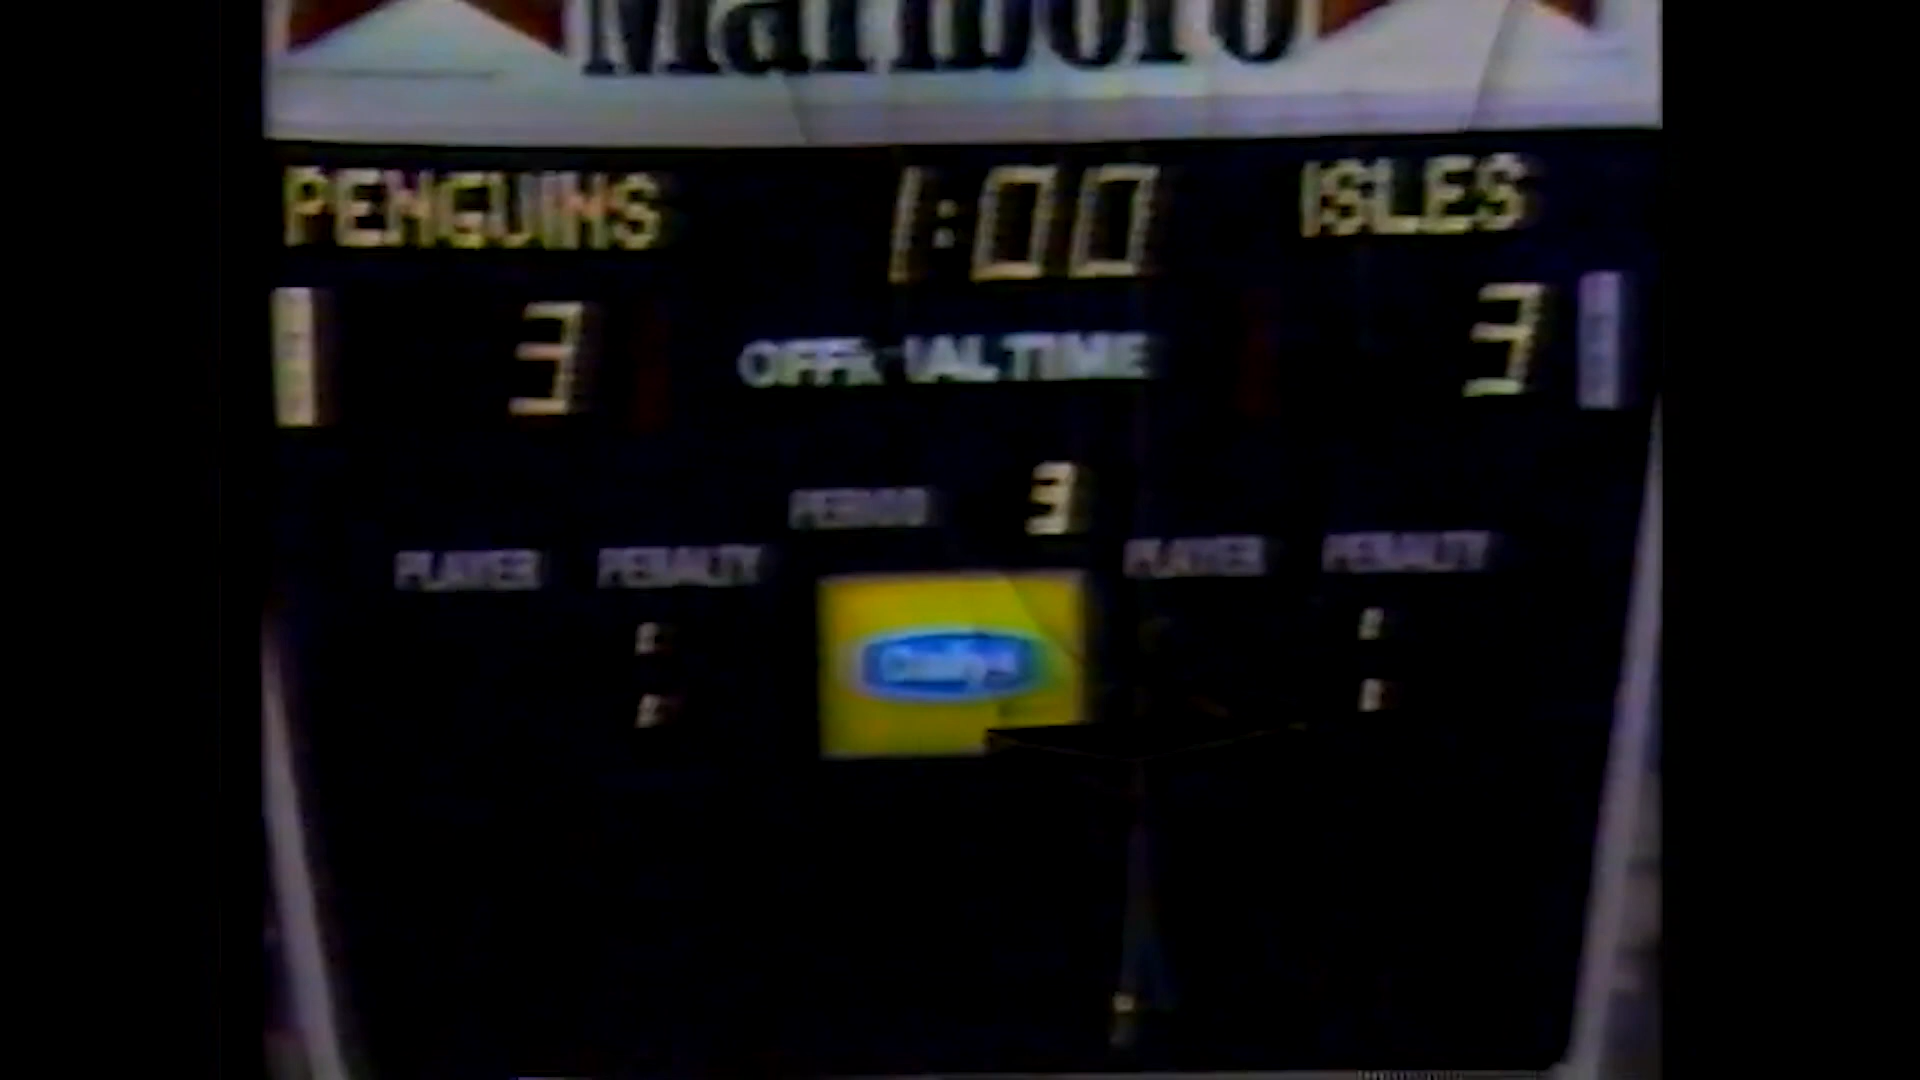 Marlboro
PENGUINS 1:00 ISLES
3 OFFICIAL TIME 3
PERIOD 3
PLAYER PENALTY PLAYER PENALTY